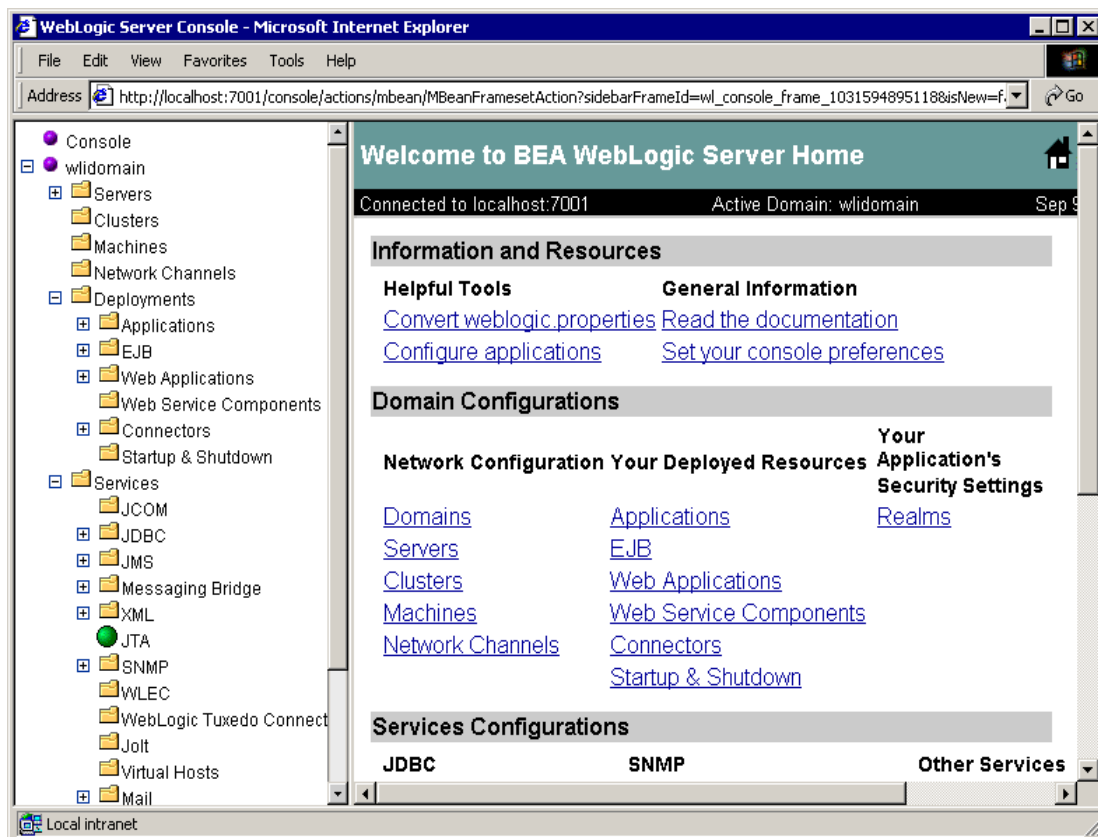 WebLogic Server Console - Microsoft Internet Explorer
File Edit View Favorites Tools Help
Address http://localhost:7001/console/actions/mbean/MBeanFramesetAction?sidebarFrameId=wl_console_frame_1031594895118&isNew=f Go
Console
wlidomain
Servers
Clusters
Machines
Network Channels
Deployments
Applications
EJB
Web Applications
Web Service Components
Connectors
Startup & Shutdown
Services
JCOM
JDBC
JMS
Messaging Bridge
XML
JTA
SNMP
WLEC
WebLogic Tuxedo Connect
Jolt
Virtual Hosts
Mail
Welcome to BEA WebLogic Server Home
Connected to localhost:7001 Active Domain: wlidomain Sep
Information and Resources
Helpful Tools General Information
Convert weblogic.properties Read the documentation
Configure applications Set your console preferences
Domain Configurations
Network Configuration Your Deployed Resources Your Application's Security Settings
Domains Applications Realms
Servers EJB
Clusters Web Applications
Machines Web Service Components
Network Channels Connectors
Startup & Shutdown
Services Configurations
JDBC SNMP Other Services
Local intranet